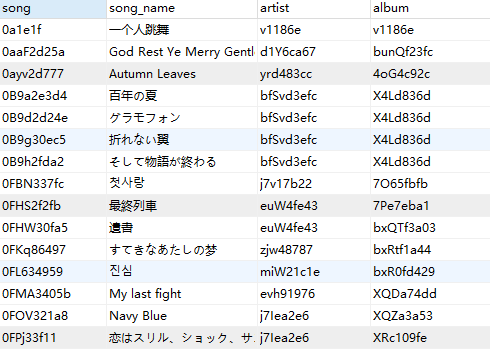 song song_name artist album
0a1e1f 一个人跳舞 v1186e v1186e
0aaF2d25a God Rest Ye Merry Gentl d1Y6ca67 bunQf23fc
0ayv2d777 Autumn Leaves yrd483cc 4oG4c92c
0B9a2e3d4 百年の夏 bfSvd3efc X4Ld836d
0B9d2d24e グラモフォン bfSvd3efc X4Ld836d
0B9g30ec5 折れない翼 bfSvd3efc X4Ld836d
0B9h2fda2 そして物語が終わる bfSvd3efc X4Ld836d
0FBN337fc 첫사랑 j7v17b22 7O65fbfb
0FHS2f2fb 最終列車 euW4fe43 7Pe7eba1
0FHW30fa5 遺書 euW4fe43 bxQTf3a03
0FKq86497 すてきなあたしの夢 zjw48787 bxRtf1a44
0FL634959 진심 miW21c1e bxR0fd429
0FMA3405b My last fight evh91976 XQDa74dd
0FOV321a8 Navy Blue j7Iea2e6 XQZa3a53
0FPj33f11 恋はスリル、ショック、サ j7Iea2e6 XRc109fe